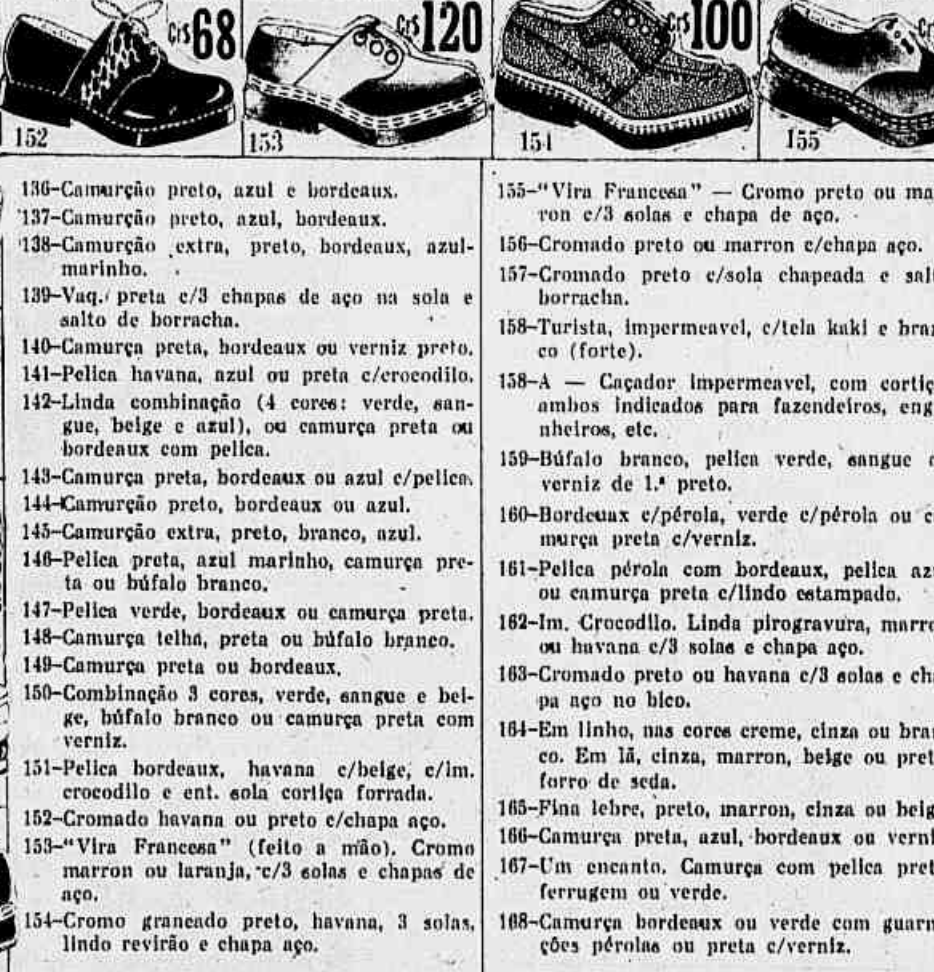 Cr$ 68
152
Cr$ 120
153
Cr$ 100
154
Cr$
155
136-Camurção preto, azul e bordeaux.
137-Camurção preto, azul, bordeaux.
138-Camurção extra, preto, bordeaux, azul-
marinho.
139-Vaq. preta c/3 chapas de aço na sola e
salto de borracha.
140-Camurça preta, bordeaux ou verniz preto.
141-Pelica havana, azul ou preta c/crocodilo.
142-Linda combinação (4 cores: verde, san-
gue, beige e azul), ou camurça preta ou
bordeaux com pelica.
143-Camurça preta, bordeaux ou azul c/pelica.
144-Camurção preto, bordeaux ou azul.
145-Camurção extra, preto, branco, azul.
146-Pelica preta, azul marinho, camurça pre-
ta ou búfalo branco.
147-Pelica verde, bordeaux ou camurça preta.
148-Camurça telha, preta ou búfalo branco.
149-Camurça preta ou bordeaux.
150-Combinação 3 cores, verde, sangue e bei-
ge, búfalo branco ou camurça preta com
verniz.
151-Pelica bordeaux, havana c/beige, c/im.
crocodilo e ent. sola cortiça forrada.
152-Cromado havana ou preto c/chapa aço.
153-"Vira Francesa" (feito a mão). Cromo
marron ou laranja, c/3 solas e chapas de
aço.
154-Cromo graneado preto, havana, 3 solas,
lindo revirão e chapa aço.
155-"Vira Francesa" — Cromo preto ou ma
ron c/3 solas e chapa de aço.
156-Cromado preto ou marron c/chapa aço.
157-Cromado preto c/sola chapeada e salt
borracha.
158-Turista, impermeavel, c/tela kaki e bran
co (forte).
158-A — Caçador impermeavel, com cortiç
ambos indicados para fazendeiros, eng
nheiros, etc.
159-Búfalo branco, pelica verde, sangue o
verniz de 1.ª preto.
160-Bordeuax c/pérola, verde c/pérola ou c
murça preta c/verniz.
161-Pelica pérola com bordeaux, pelica azu
ou camurça preta c/lindo estampado.
162-Im. Crocodilo. Linda pirogravura, marro
ou havana c/3 solas e chapa aço.
163-Cromado preto ou havana c/3 solas e cha
pa aço no bico.
164-Em linho, nas cores creme, cinza ou bran
co. Em lã, cinza, marron, beige ou pret
forro de seda.
165-Fina lebre, preto, marron, cinza ou beig
166-Camurça preta, azul, bordeaux ou verni
167-Um encanto. Camurça com pelica pret
ferrugem ou verde.
168-Camurça bordeaux ou verde com guarn
ções pérolas ou preta c/verniz.